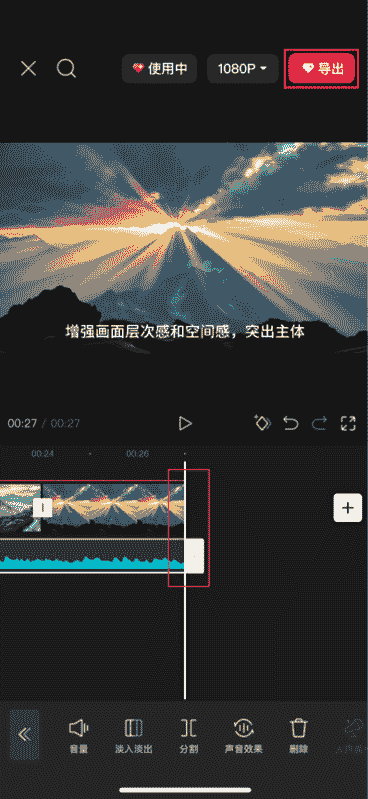 使用中
1080P
导出
增强画面层次感和空间感，突出主体
00:27 / 00:27
00:24
00:26
音量
淡入淡出
分割
声音效果
删除